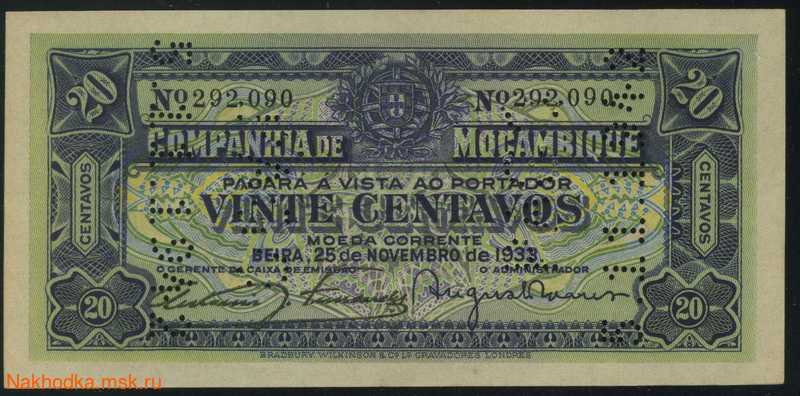 20 20
Nº292,090 Nº292,090
COMPANHIA DE MOÇAMBIQUE
PAGARÁ A VISTA AO PORTADOR
VINTE CENTAVOS
MOEDA CORRENTE
BEIRA, 25 de NOVEMBRO de 1933.
O GERENTE DA CAIXA DE EMISSÃO O ADMINISTRADOR
CENTAVOS CENTAVOS
20 20
BRADBURY, WILKINSON & Cº Lº GRAVADORES LONDRES
Nakhodka.msk.ru